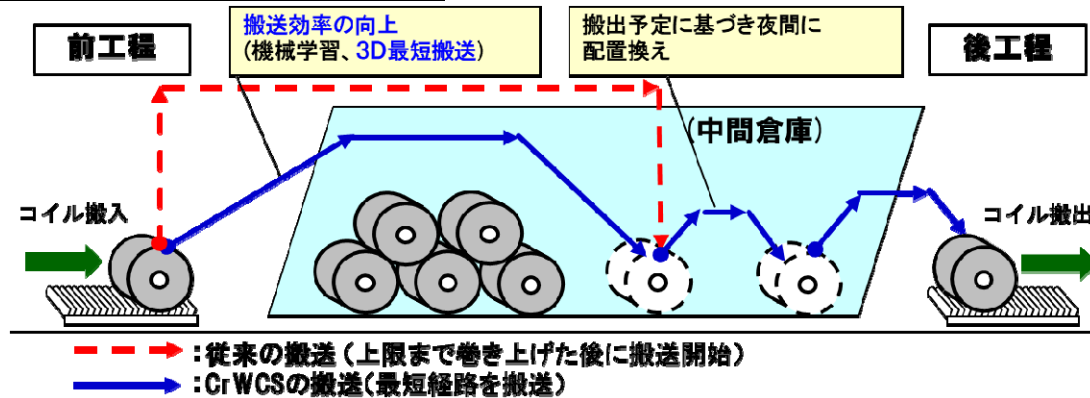 前工程
搬送効率の向上
(機械学習、3D最短搬送)
搬出予定に基づき夜間に
配置換え
後工程
(中間倉庫)
コイル搬入
コイル搬出
:従来の搬送(上限まで巻き上げた後に搬送開始)
:CrWCSの搬送(最短経路を搬送)